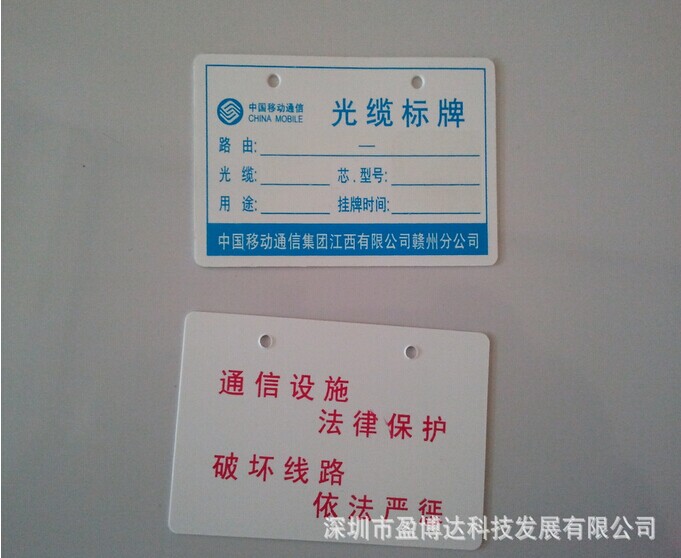 中国移动通信
CHINA MOBILE
光缆标牌
路由: —
光缆: 芯.型号:
用途: 挂牌时间:
中国移动通信集团江西有限公司赣州分公司
通信设施
法律保护
破坏线路
依法严惩
深圳市盈博达科技发展有限公司